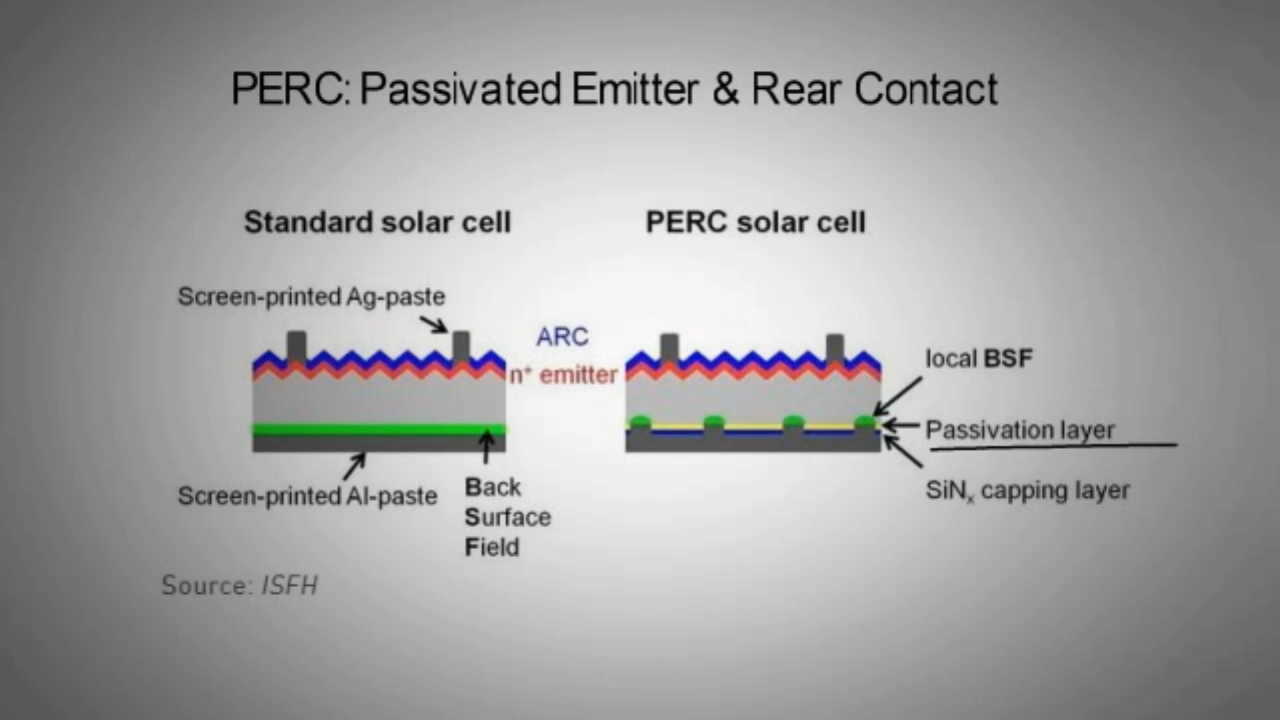 PERC: Passivated Emitter & Rear Contact
Standard solar cell
PERC solar cell
Screen-printed Ag-paste
ARC
n⁺ emitter
local BSF
Passivation layer
SiNₓ capping layer
Screen-printed Al-paste
Back
Surface
Field
Source: ISFH